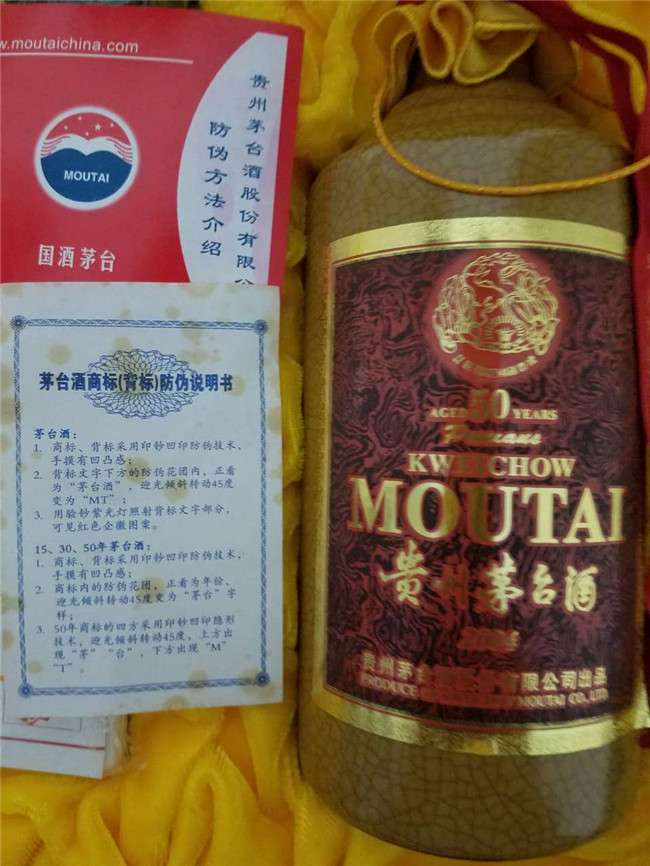 w.moutaichina.com
贵州茅台酒股份有限
防伪方法介绍
MOUTAI
国酒茅台
茅台酒商标(背标)防伪说明书
茅台酒：
1. 商标、背标采用印钞凹印防伪技术，
手摸有凹凸感；
2. 背标文字下方的防伪花团内，正看
为“茅台酒”，迎光倾斜转动45度
变为“MT”；
3. 用验钞紫光灯照射背标文字部分，
可见红色企徽图案。
15、30、50年茅台酒：
1. 商标、背标采用印钞凹印防伪技术，
手摸有凹凸感；
2. 商标内的防伪花团，正看为年份、
迎光倾斜转动45度变为“茅台”字
样；
3. 50年商标的四方采用印钞凹印隐形
技术，迎光倾斜转动45度，上方出
现“茅”“台”，下方出现“M”
“T”。
AGED 50 YEARS
Famous
KWEICHOW
MOUTAI
贵州茅台酒
贵州茅台 有限公司出品
PRODUCE MOUTAI CO., LTD.